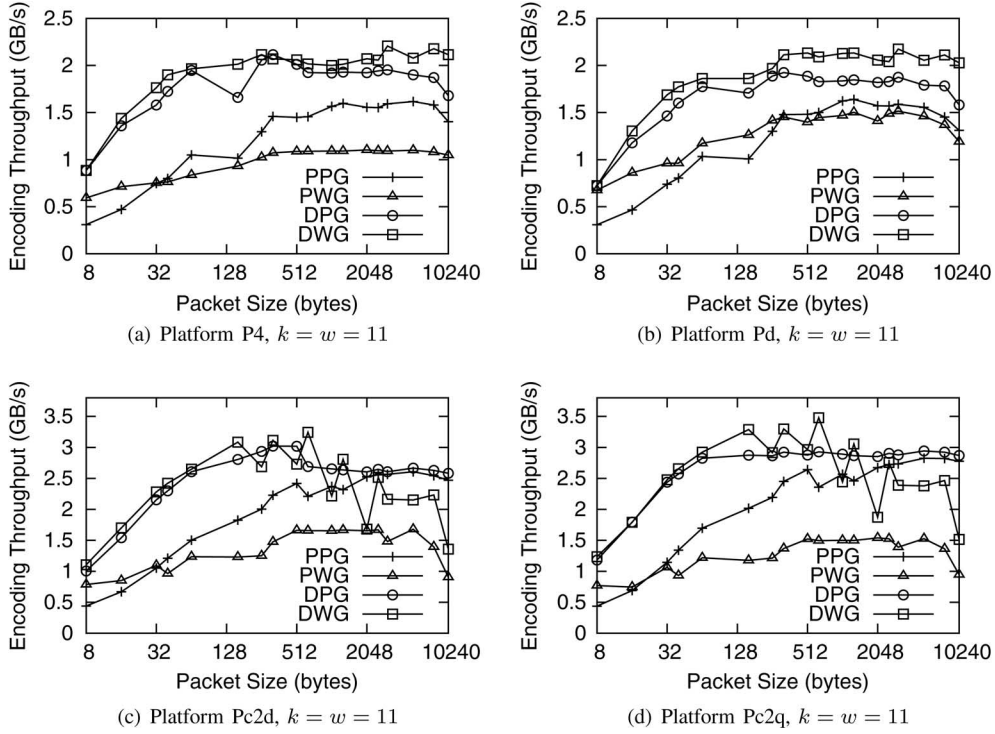 Encoding Throughput (GB/s)
2.5
2
1.5
1
0.5
0
PPG
PWG
DPG
DWG
8 32 128 512 2048 10240
Packet Size (bytes)
(a) Platform P4, k = w = 11
Encoding Throughput (GB/s)
2.5
2
1.5
1
0.5
0
PPG
PWG
DPG
DWG
8 32 128 512 2048 10240
Packet Size (bytes)
(b) Platform Pd, k = w = 11
Encoding Throughput (GB/s)
3.5
3
2.5
2
1.5
1
0.5
0
PPG
PWG
DPG
DWG
8 32 128 512 2048 10240
Packet Size (bytes)
(c) Platform Pc2d, k = w = 11
Encoding Throughput (GB/s)
3.5
3
2.5
2
1.5
1
0.5
0
PPG
PWG
DPG
DWG
8 32 128 512 2048 10240
Packet Size (bytes)
(d) Platform Pc2q, k = w = 11